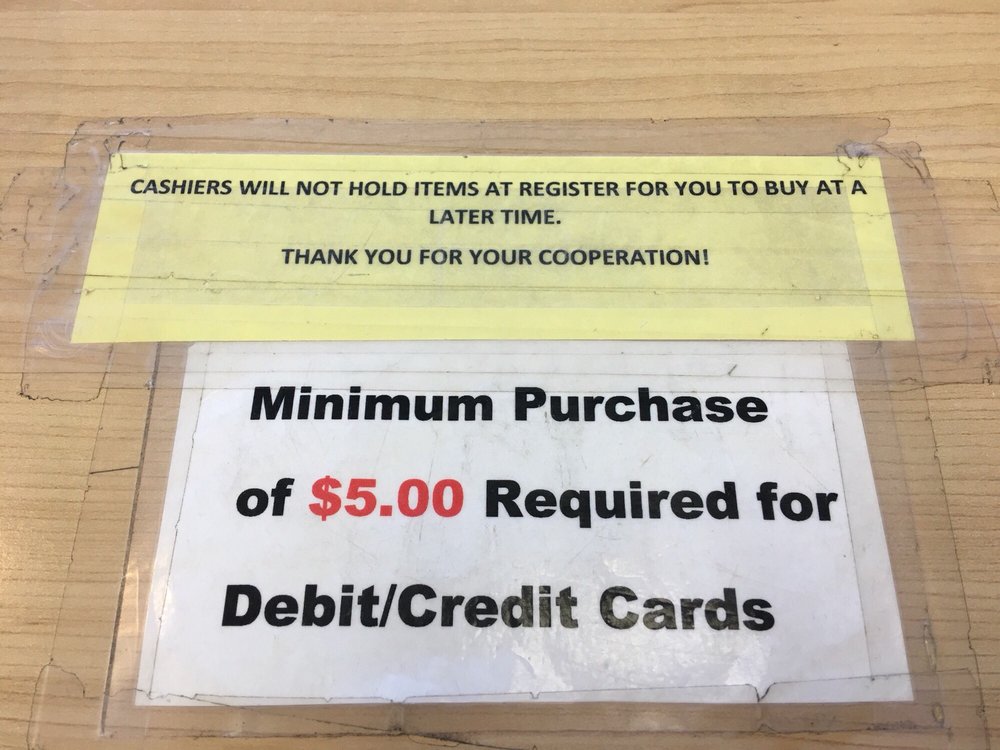 CASHIERS WILL NOT HOLD ITEMS AT REGISTER FOR YOU TO BUY AT A
LATER TIME.
THANK YOU FOR YOUR COOPERATION!
Minimum Purchase
of $5.00 Required for
Debit/Credit Cards